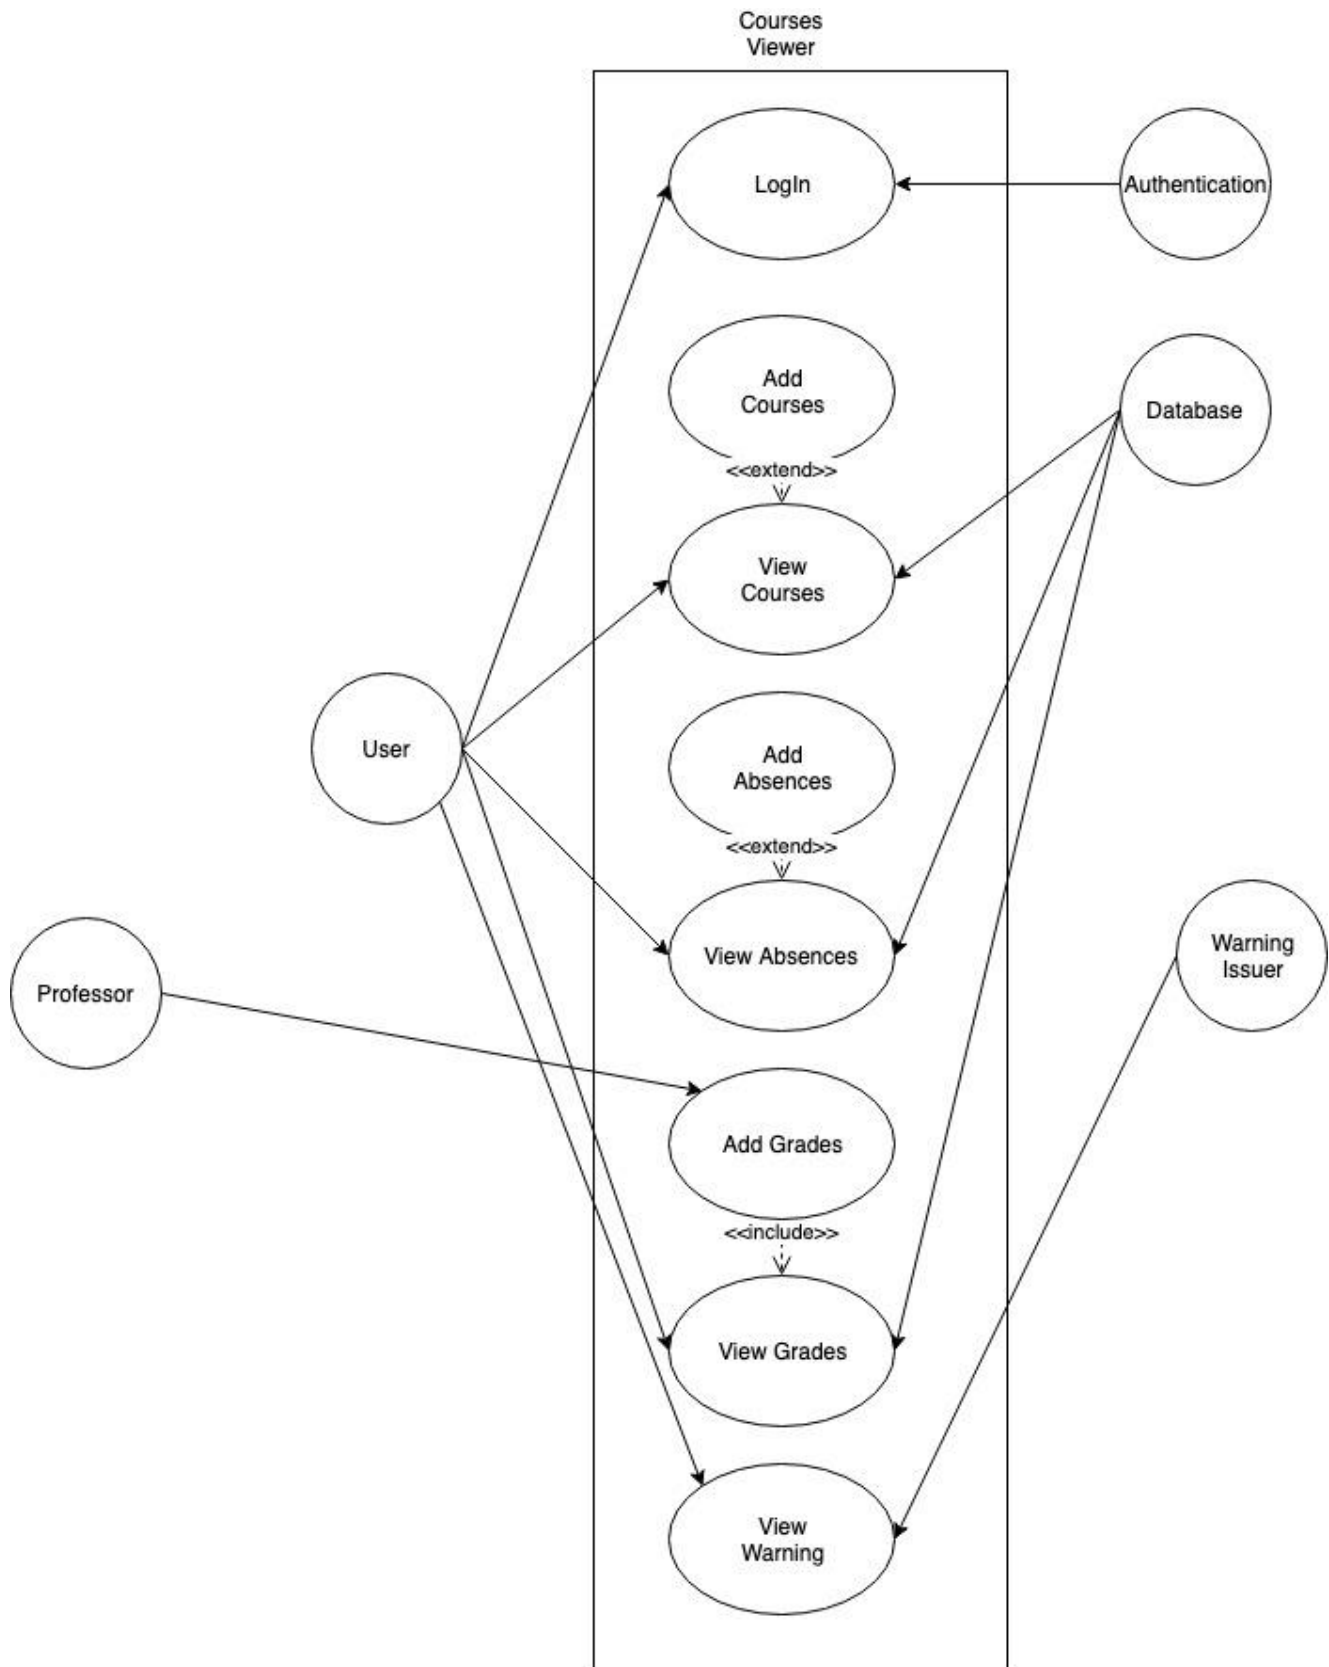 Courses
Viewer
LogIn
Authentication
Add
Courses
Database
<<extend>>
View
Courses
User
Add
Absences
<<extend>>
View Absences
Warning
Issuer
Professor
Add Grades
<<include>>
View Grades
View
Warning